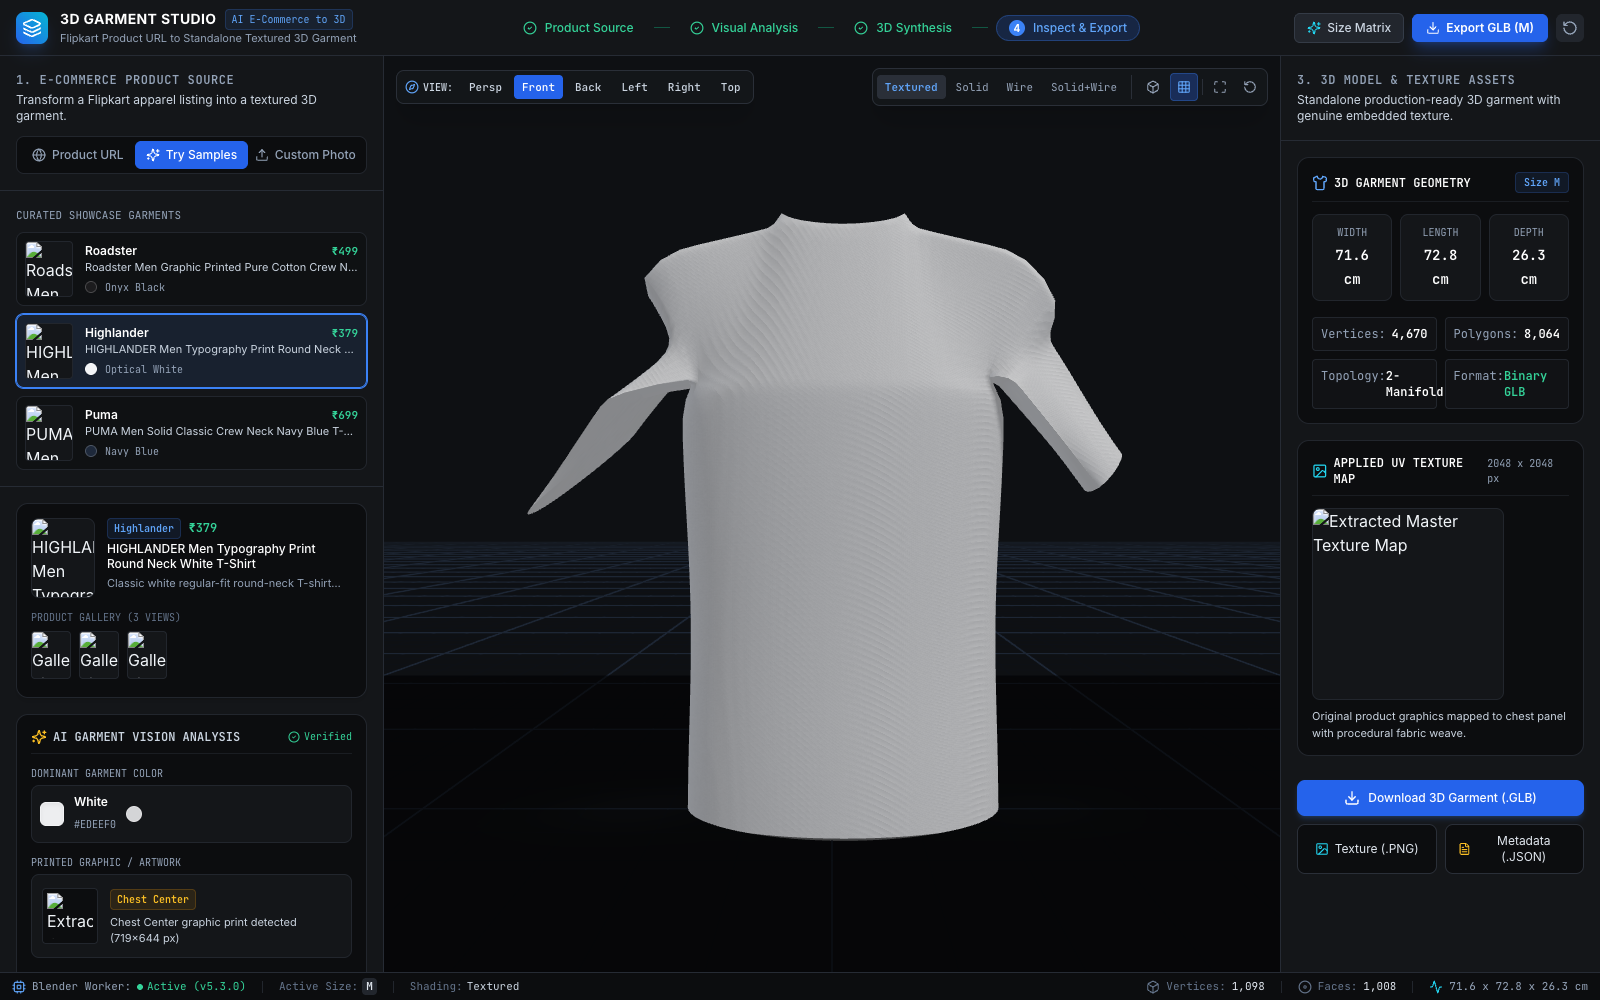 3D GARMENT STUDIO
AI E-Commerce to 3D
Flipkart Product URL to Standalone Textured 3D Garment
Product Source
Visual Analysis
3D Synthesis
4 Inspect & Export
Size Matrix
Export GLB (M)
1. E-COMMERCE PRODUCT SOURCE
Transform a Flipkart apparel listing into a textured 3D
garment.
Product URL
Try Samples
Custom Photo
CURATED SHOWCASE GARMENTS
Roads
Men
Roadster
₹499
Roadster Men Graphic Printed Pure Cotton Crew N...
Onyx Black
HIGHL
Men
Highlander
₹379
HIGHLANDER Men Typography Print Round Neck ...
Optical White
PUMA
Men
Puma
₹699
PUMA Men Solid Classic Crew Neck Navy Blue T-...
Navy Blue
HIGHLAI
Men
Typogra
Highlander
₹379
HIGHLANDER Men Typography Print
Round Neck White T-Shirt
Classic white regular-fit round-neck T-shirt...
PRODUCT GALLERY (3 VIEWS)
Galle
Galle
Galle
AI GARMENT VISION ANALYSIS
Verified
DOMINANT GARMENT COLOR
White
#EDEEF0
PRINTED GRAPHIC / ARTWORK
Extrac
Chest Center
Chest Center graphic print detected
(719×644 px)
VIEW:
Persp
Front
Back
Left
Right
Top
Textured
Solid
Wire
Solid+Wire
3. 3D MODEL & TEXTURE ASSETS
Standalone production-ready 3D garment with
genuine embedded texture.
3D GARMENT GEOMETRY
Size M
WIDTH
71.6
cm
LENGTH
72.8
cm
DEPTH
26.3
cm
Vertices: 4,670
Polygons: 8,064
Topology: 2-
Manifold
Format: Binary
GLB
APPLIED UV TEXTURE
MAP
2048 x 2048
px
Extracted Master
Texture Map
Original product graphics mapped to chest panel
with procedural fabric weave.
Download 3D Garment (.GLB)
Texture (.PNG)
Metadata
(.JSON)
Blender Worker: Active (v5.3.0)
Active Size: M
Shading: Textured
Vertices: 1,098
Faces: 1,008
71.6 x 72.8 x 26.3 cm